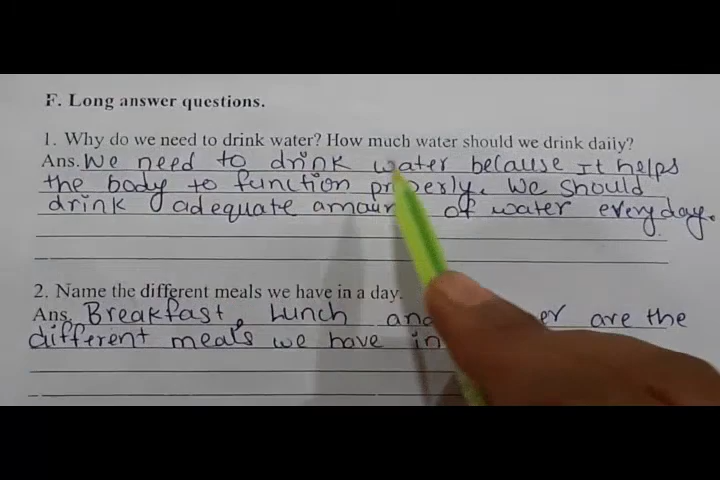 F. Long answer questions.
1. Why do we need to drink water? How much water should we drink daily?
Ans. We need to drink water because It helps
the body to function properly. We should
drink adequate amoun of water everyday.
2. Name the different meals we have in a day.
Ans. Breakfast, Lunch and er are the
different meals we have in